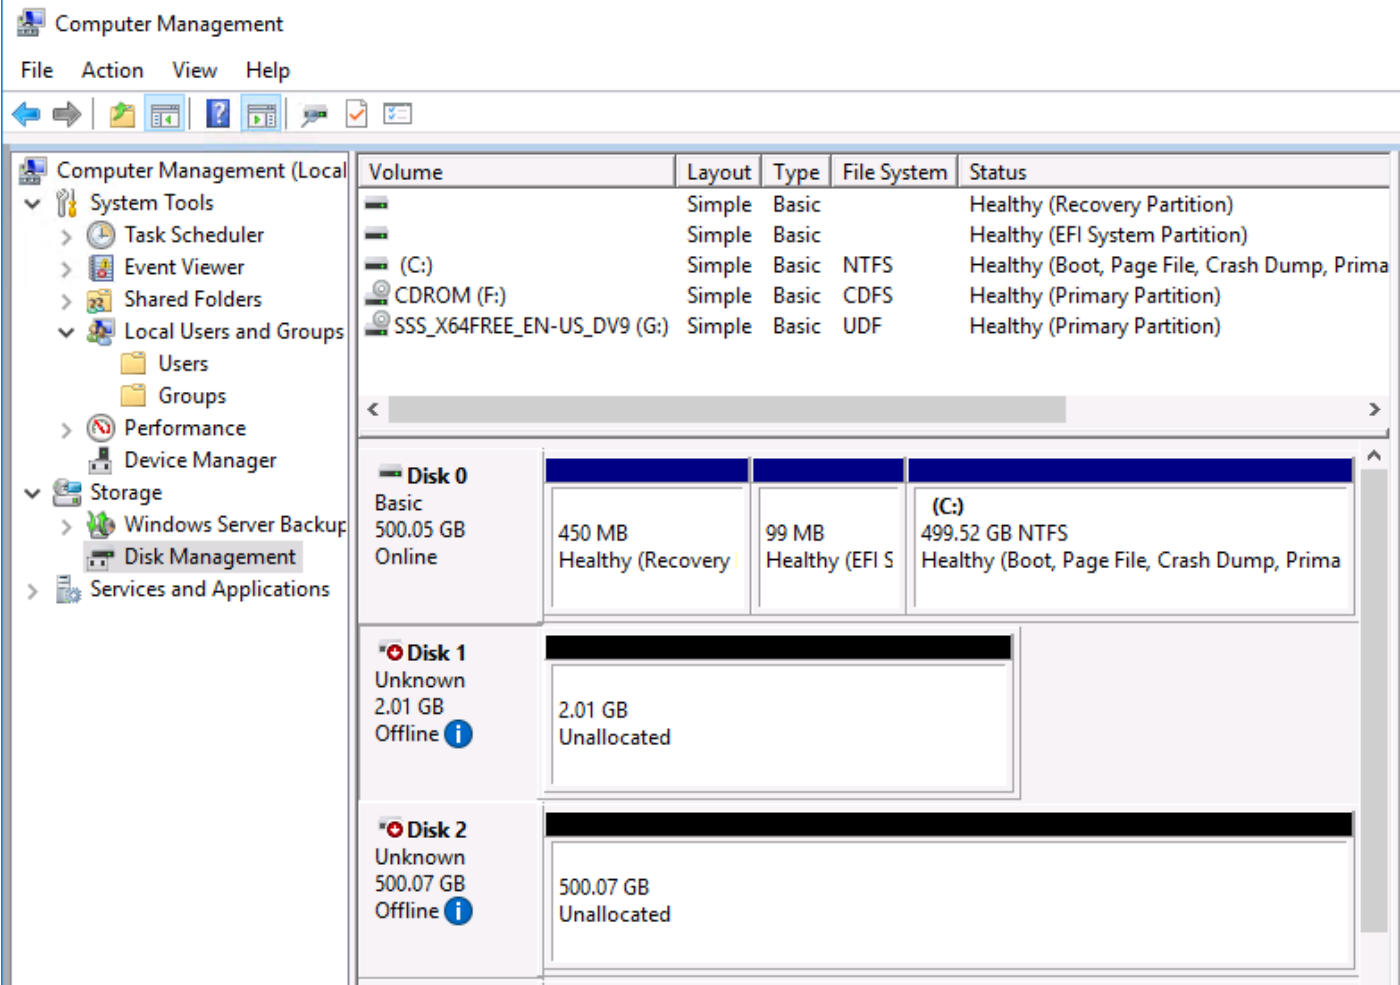 Computer Management
File Action View Help
Computer Management (Local
System Tools
Task Scheduler
Event Viewer
Shared Folders
Local Users and Groups
Users
Groups
Performance
Device Manager
Storage
Windows Server Backup
Disk Management
Services and Applications
Volume Layout Type File System Status
Simple Basic Healthy (Recovery Partition)
Simple Basic Healthy (EFI System Partition)
(C:) Simple Basic NTFS Healthy (Boot, Page File, Crash Dump, Prima
CDROM (F:) Simple Basic CDFS Healthy (Primary Partition)
SSS_X64FREE_EN-US_DV9 (G:) Simple Basic UDF Healthy (Primary Partition)
Disk 0
Basic
500.05 GB
Online
450 MB
Healthy (Recovery
99 MB
Healthy (EFI S
(C:)
499.52 GB NTFS
Healthy (Boot, Page File, Crash Dump, Prima
Disk 1
Unknown
2.01 GB
Offline
2.01 GB
Unallocated
Disk 2
Unknown
500.07 GB
Offline
500.07 GB
Unallocated